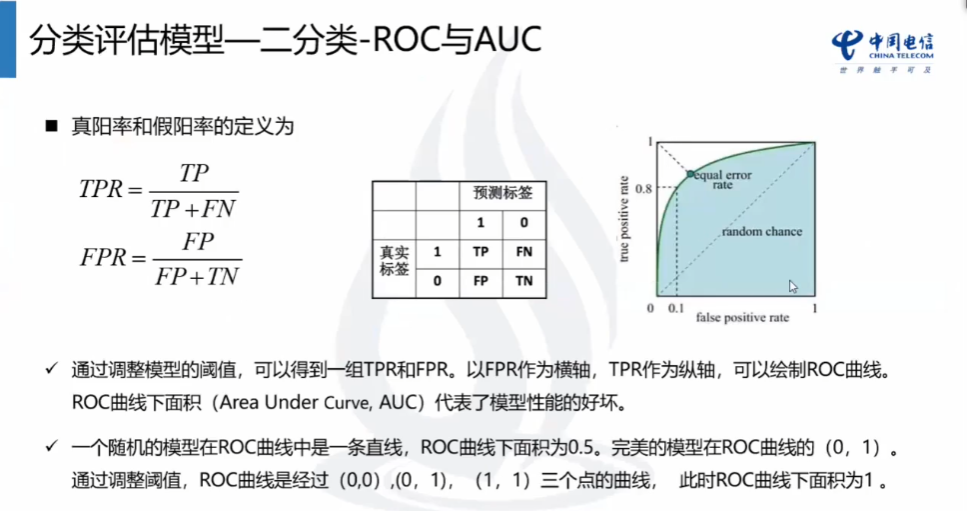 分类评估模型—二分类-ROC与AUC
中国电信
CHINA TELECOM
世界触手可及
■ 真阳率和假阳率的定义为
TPR = TP / (TP + FN)
FPR = FP / (FP + TN)
预测标签
1 0
真实标签 1 TP FN
0 FP TN
1
0.8
true positive rate
equal error
rate
random chance
0 0.1 1
false positive rate
✓ 通过调整模型的阈值，可以得到一组TPR和FPR。以FPR作为横轴，TPR作为纵轴，可以绘制ROC曲线。
ROC曲线下面积（Area Under Curve, AUC）代表了模型性能的好坏。
✓ 一个随机的模型在ROC曲线中是一条直线，ROC曲线下面积为0.5。完美的模型在ROC曲线的（0，1）。
通过调整阈值，ROC曲线是经过（0,0）,(0，1)，（1，1）三个点的曲线， 此时ROC曲线下面积为1 。